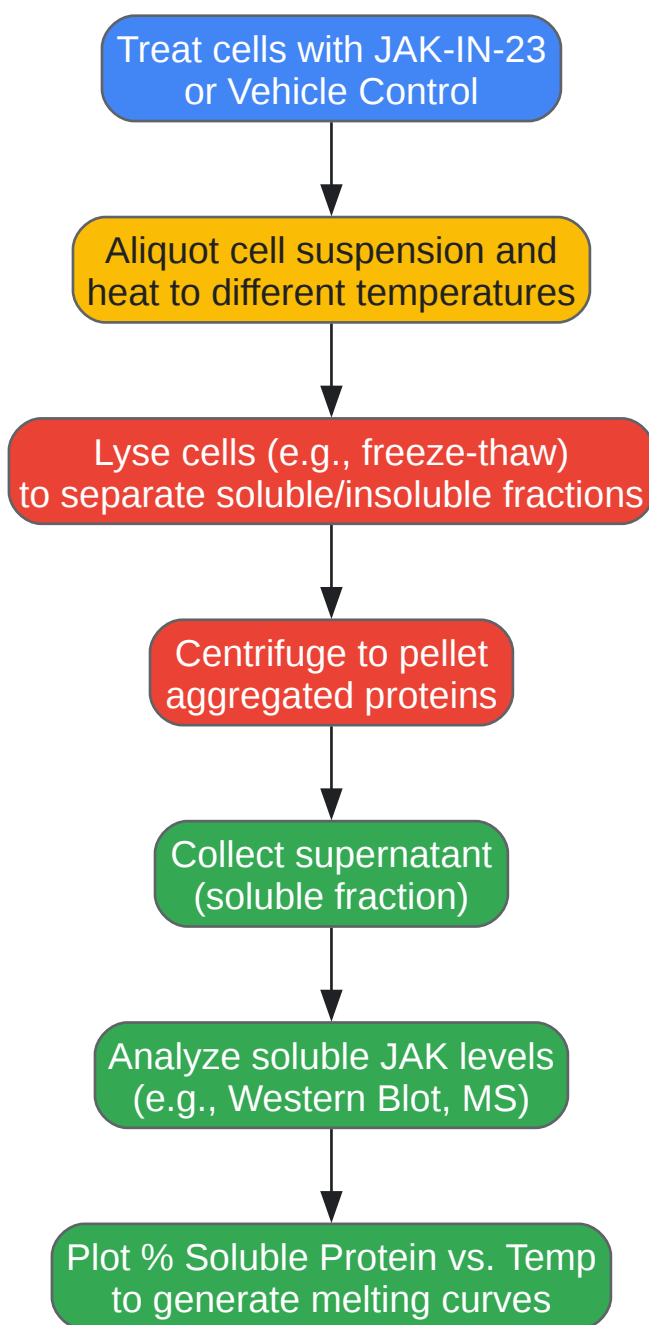 Treat cells with JAK-IN-23
or Vehicle Control
Aliquot cell suspension and
heat to different temperatures
Lyse cells (e.g., freeze-thaw)
to separate soluble/insoluble fractions
Centrifuge to pellet
aggregated proteins
Collect supernatant
(soluble fraction)
Analyze soluble JAK levels
(e.g., Western Blot, MS)
Plot % Soluble Protein vs. Temp
to generate melting curves